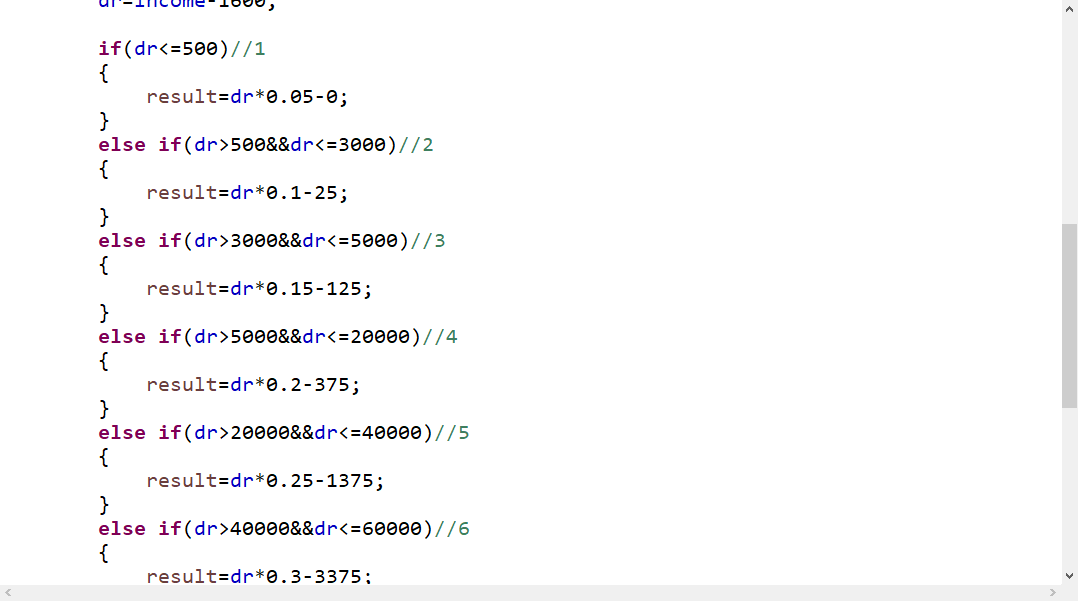 dr=income-1600;
if(dr<=500)//1
{
result=dr*0.05-0;
}
else if(dr>500&&dr<=3000)//2
{
result=dr*0.1-25;
}
else if(dr>3000&&dr<=5000)//3
{
result=dr*0.15-125;
}
else if(dr>5000&&dr<=20000)//4
{
result=dr*0.2-375;
}
else if(dr>20000&&dr<=40000)//5
{
result=dr*0.25-1375;
}
else if(dr>40000&&dr<=60000)//6
{
result=dr*0.3-3375;